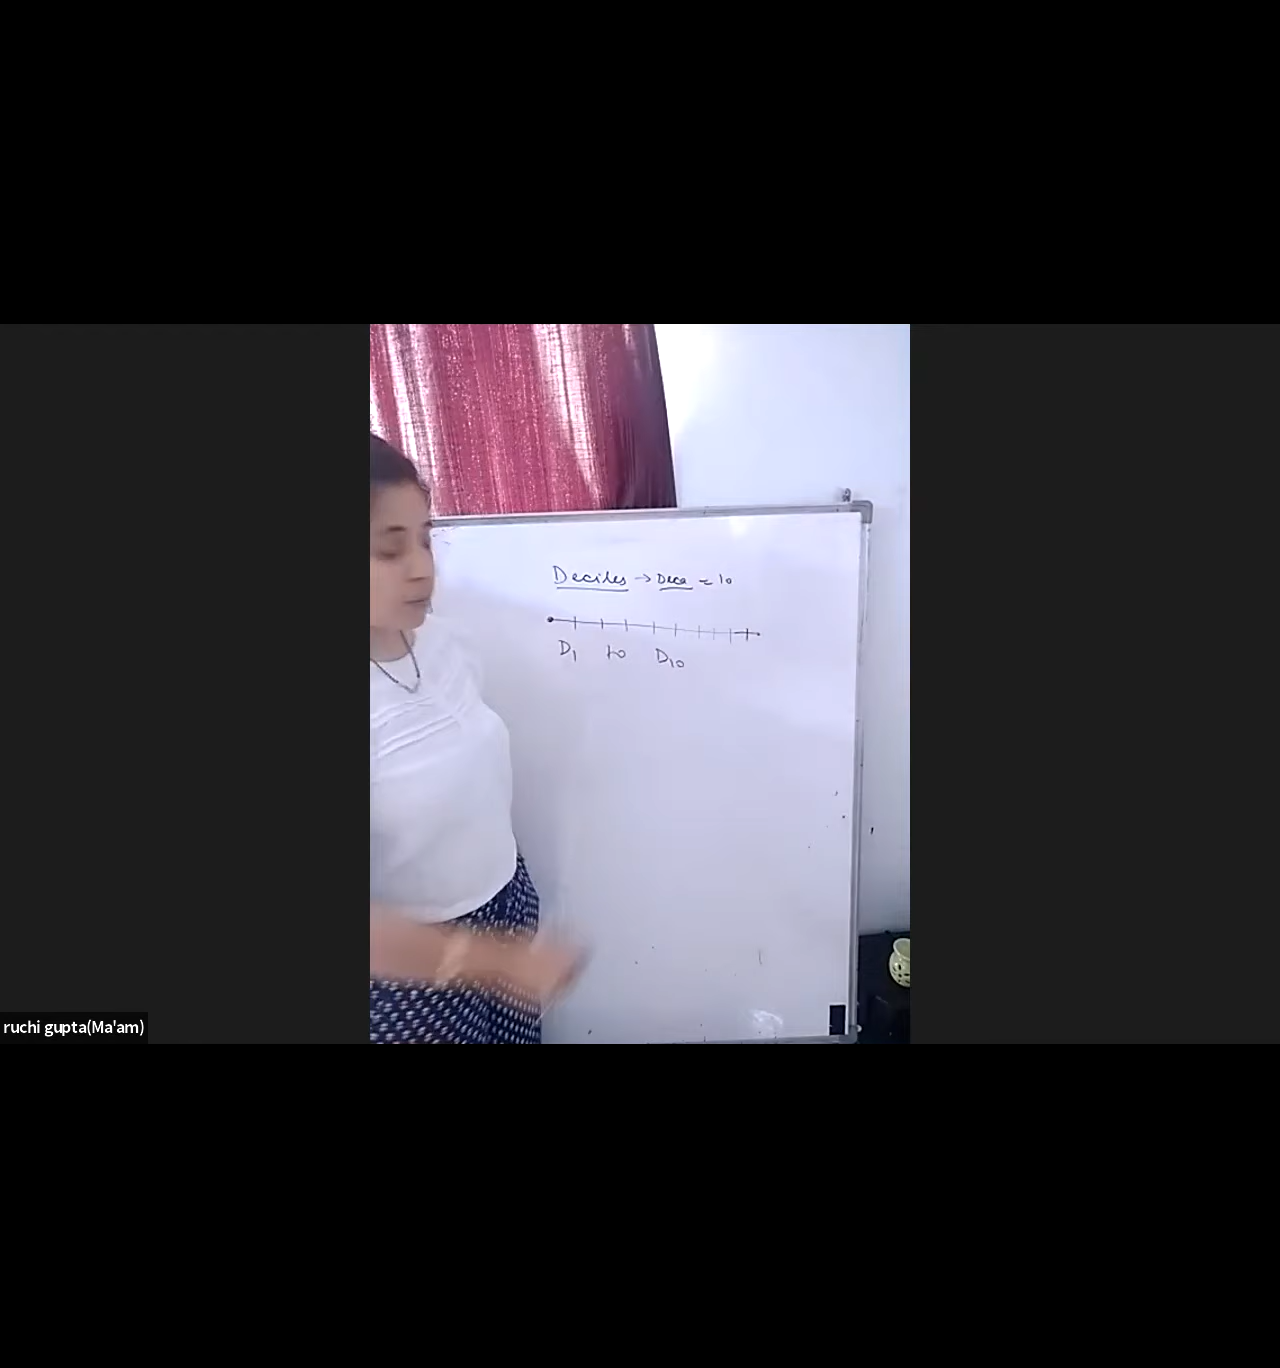 Deciles → Deca = 10
D1 to D10
ruchi gupta(Ma'am)